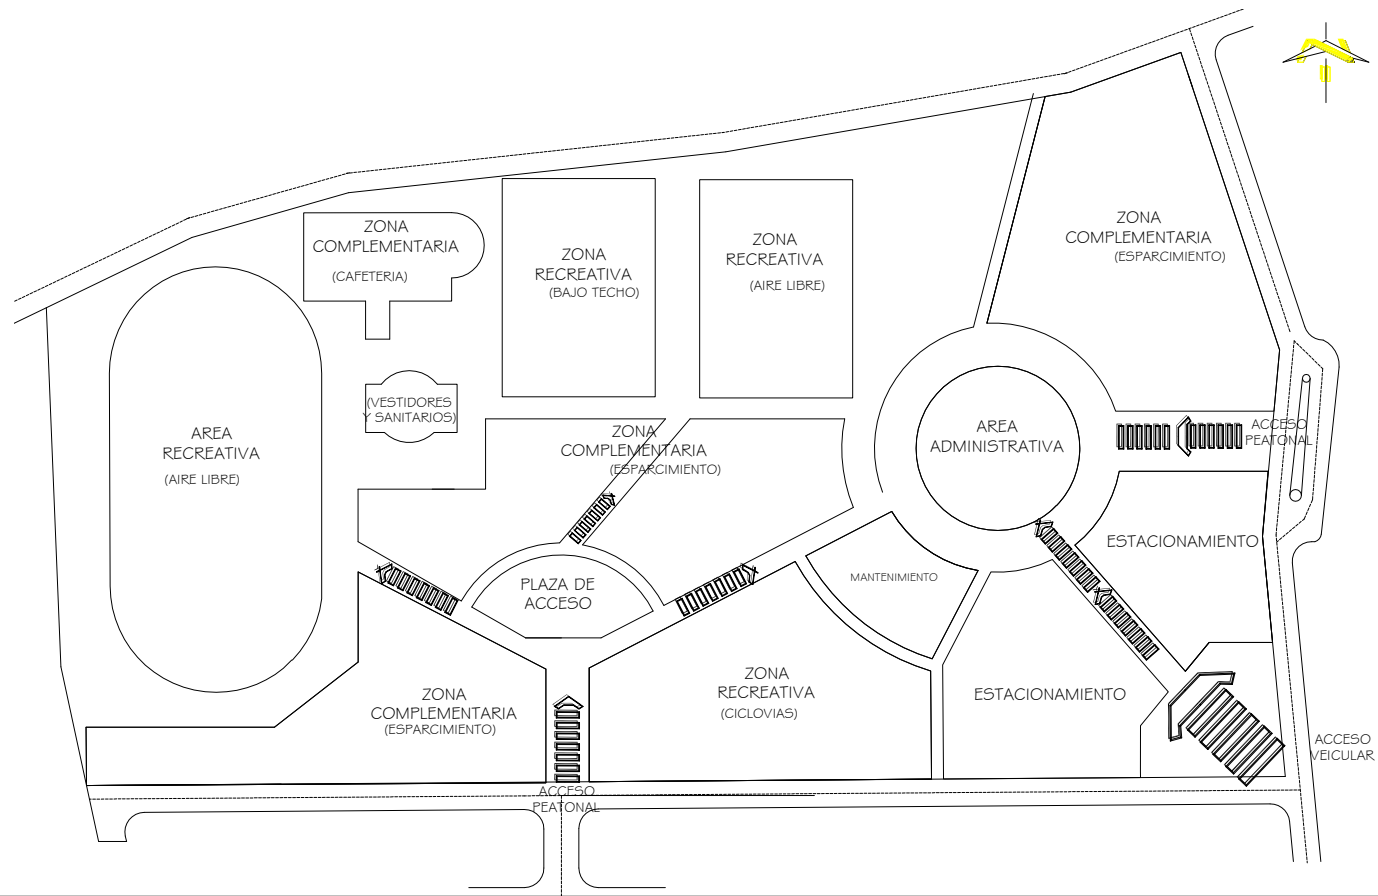 ZONA
COMPLEMENTARIA
(CAFETERIA)
ZONA
RECREATIVA
(BAJO TECHO)
ZONA
RECREATIVA
(AIRE LIBRE)
ZONA
COMPLEMENTARIA
(ESPARCIMIENTO)
AREA
RECREATIVA
(AIRE LIBRE)
(VESTIDORES
Y SANITARIOS)
ZONA
COMPLEMENTARIA
(ESPARCIMIENTO)
AREA
ADMINISTRATIVA
ACCESO
PEATONAL
ESTACIONAMIENTO
PLAZA DE
ACCESO
MANTENIMIENTO
ZONA
COMPLEMENTARIA
(ESPARCIMIENTO)
ZONA
RECREATIVA
(CICLOVIAS)
ESTACIONAMIENTO
ACCESO
VEICULAR
ACCESO
PEATONAL